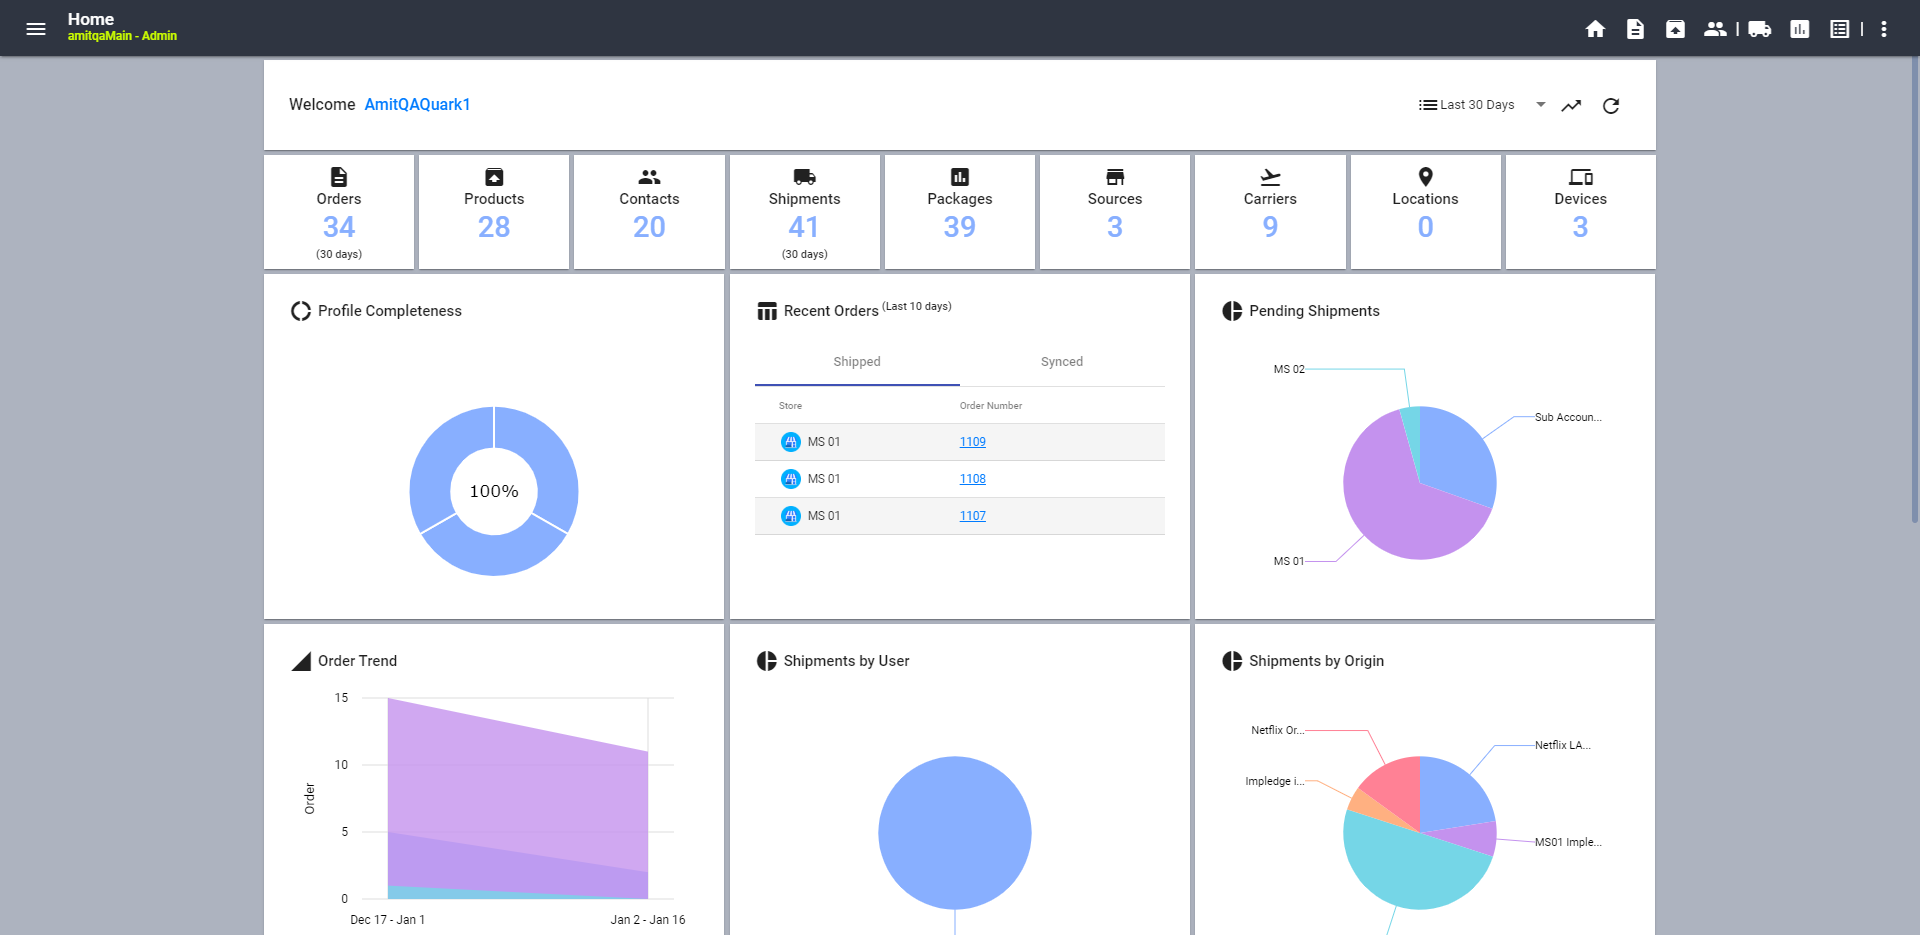 Home
amitqaMain - Admin
Welcome AmitQAQuark1
Last 30 Days
Orders
34
(30 days)
Products
28
Contacts
20
Shipments
41
(30 days)
Packages
39
Sources
3
Carriers
9
Locations
0
Devices
3
Profile Completeness
100%
Recent Orders (Last 10 days)
Shipped Synced
Store Order Number
MS 01 1109
MS 01 1108
MS 01 1107
Pending Shipments
MS 02
Sub Accoun...
MS 01
Order Trend
15
10
5
0
Order
Dec 17 - Jan 1
Jan 2 - Jan 16
Shipments by User
Shipments by Origin
Netflix Or...
Netflix LA...
Impledge i...
MS01 Imple...